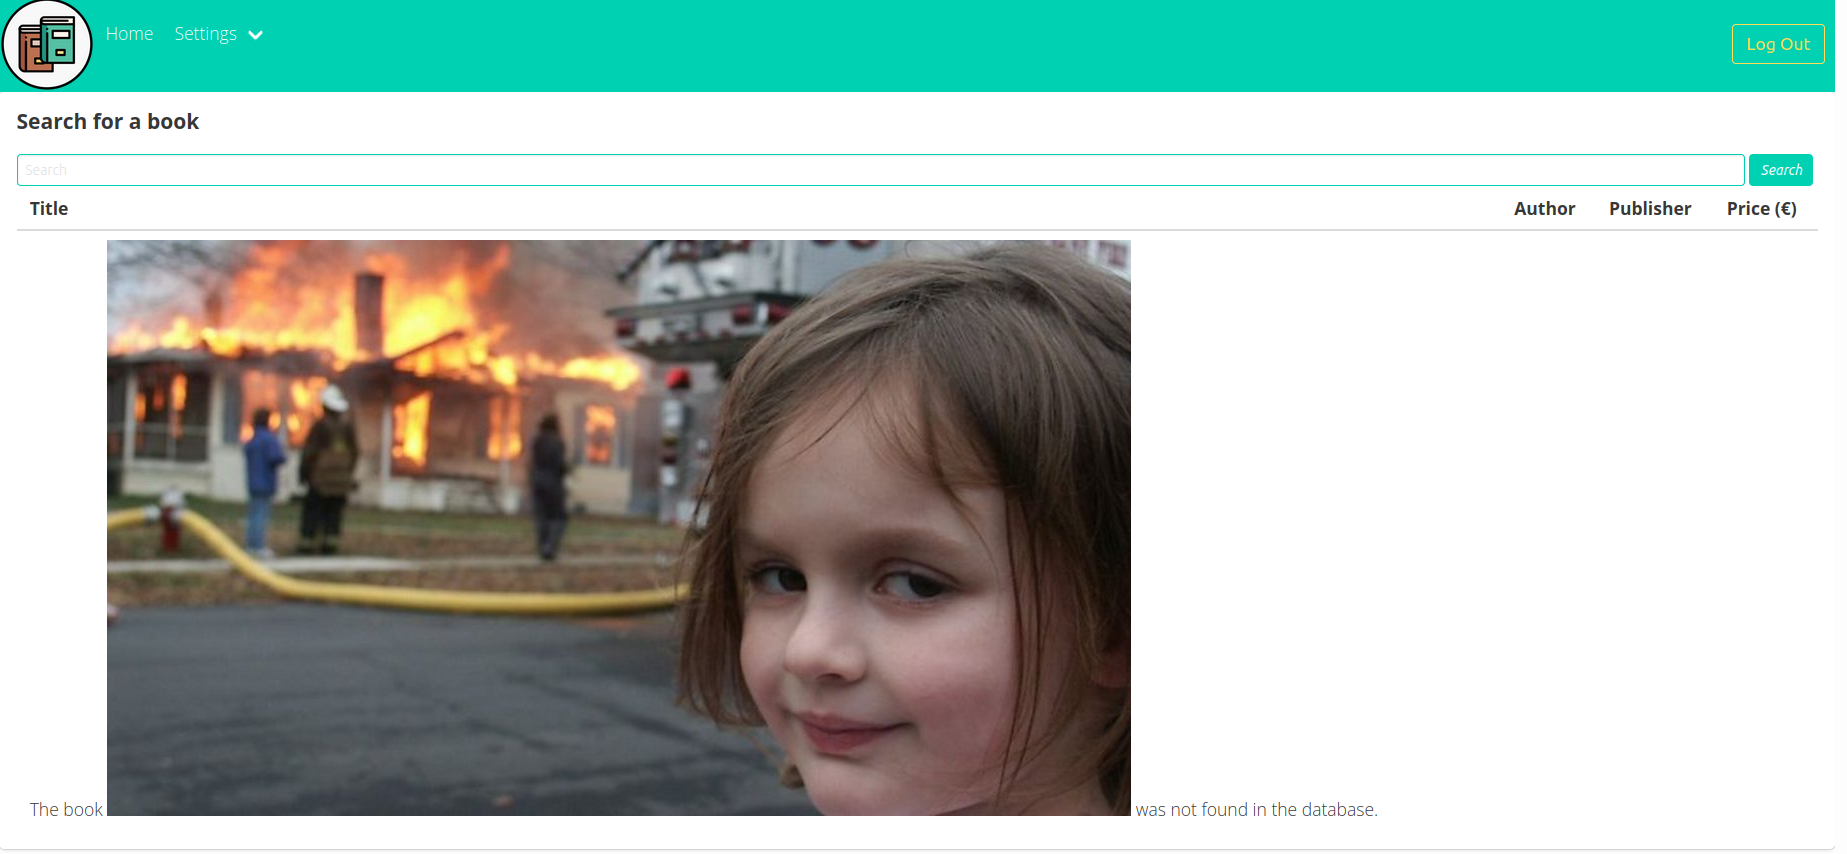 Home Settings
Log Out
Search for a book
Search Search
Title Author Publisher Price (€)
The book was not found in the database.